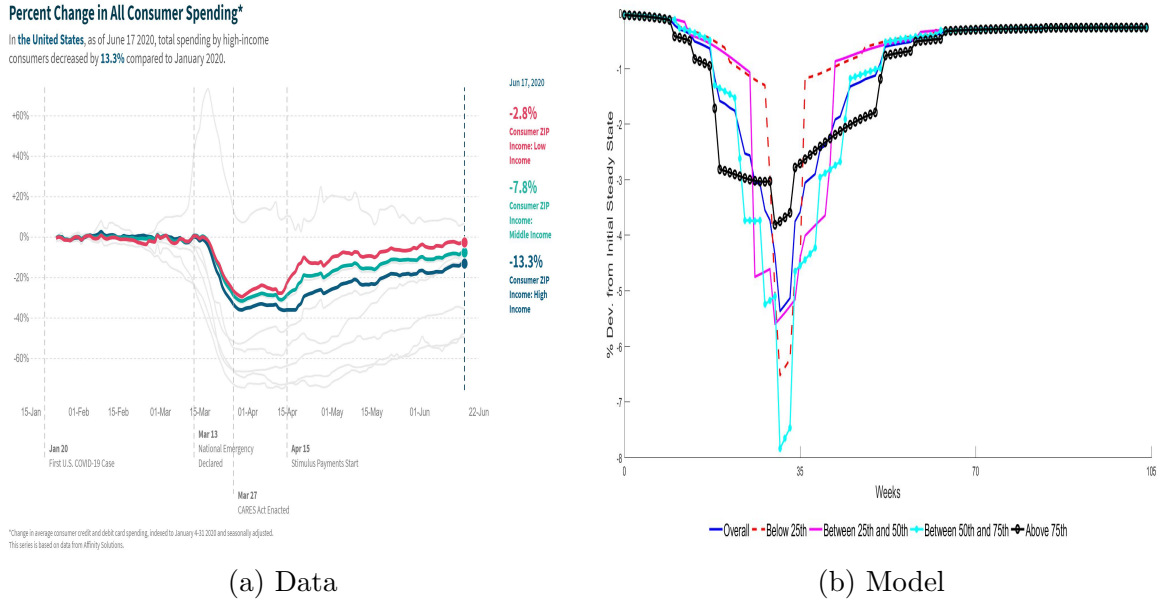 Percent Change in All Consumer Spending*
In the United States, as of June 17 2020, total spending by high-income
consumers decreased by 13.3% compared to January 2020.
Jun 17, 2020
-2.8%
Consumer ZIP
Income: Low
Income
-7.8%
Consumer ZIP
Income:
Middle Income
-13.3%
Consumer ZIP
Income: High
Income
+60%
+40%
+20%
0%
-20%
-40%
-60%
15-Jan 01-Feb 15-Feb 01-Mar 15-Mar 01-Apr 15-Apr 01-May 15-May 01-Jun 22-Jun
Jan 20
First U.S. COVID-19 Case
Mar 13
National Emergency
Declared
Mar 27
CARES Act Enacted
Apr 15
Stimulus Payments Start
*Change in average consumer credit and debit card spending, indexed to January 4-31 2020 and seasonally adjusted.
This series is based on data from Affinity Solutions.
(a) Data
% Dev. from Initial Steady State
0
-1
-2
-3
-4
-5
-6
-7
-8
0 35 70 105
Weeks
Overall Below 25th Between 25th and 50th Between 50th and 75th Above 75th
(b) Model